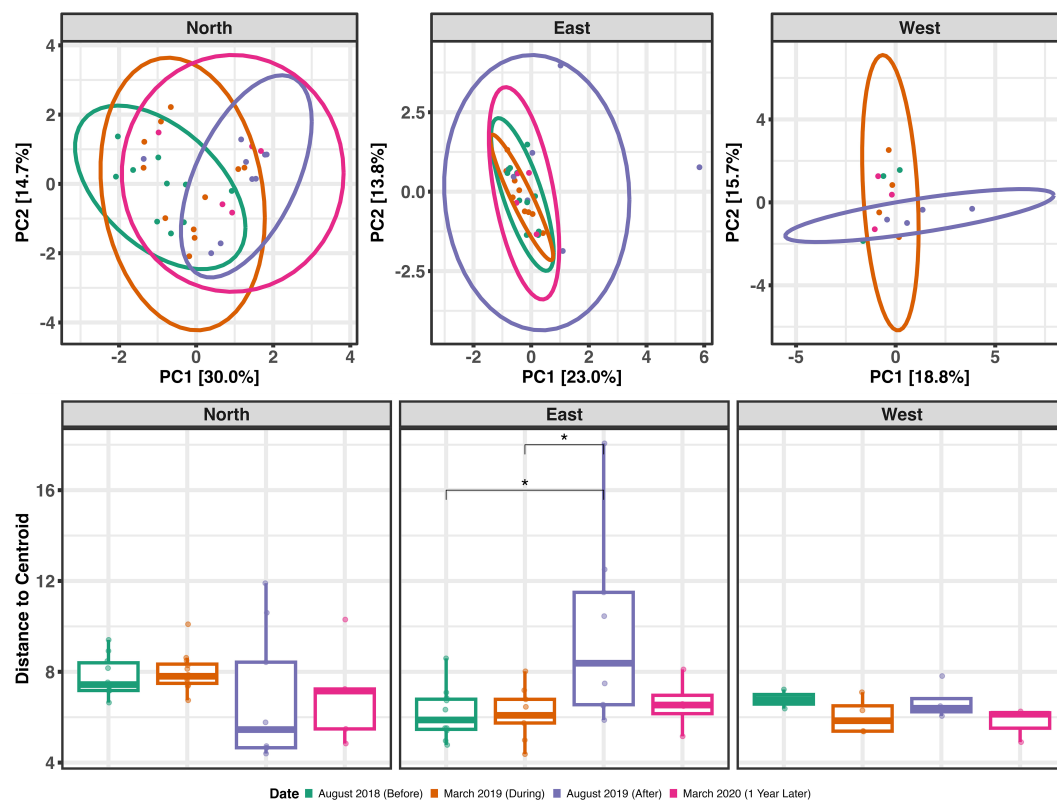 North East West
4
2
0
-2
-4
PC2 [14.7%]
-2 0 2 4
PC1 [30.0%]
2.5
0.0
-2.5
PC2 [13.8%]
-2 0 2 4 6
PC1 [23.0%]
4
0
-4
PC2 [15.7%]
-5 0 5
PC1 [18.8%]
North East West
16
12
8
4
Distance to Centroid
*
*
Date August 2018 (Before) March 2019 (During) August 2019 (After) March 2020 (1 Year Later)